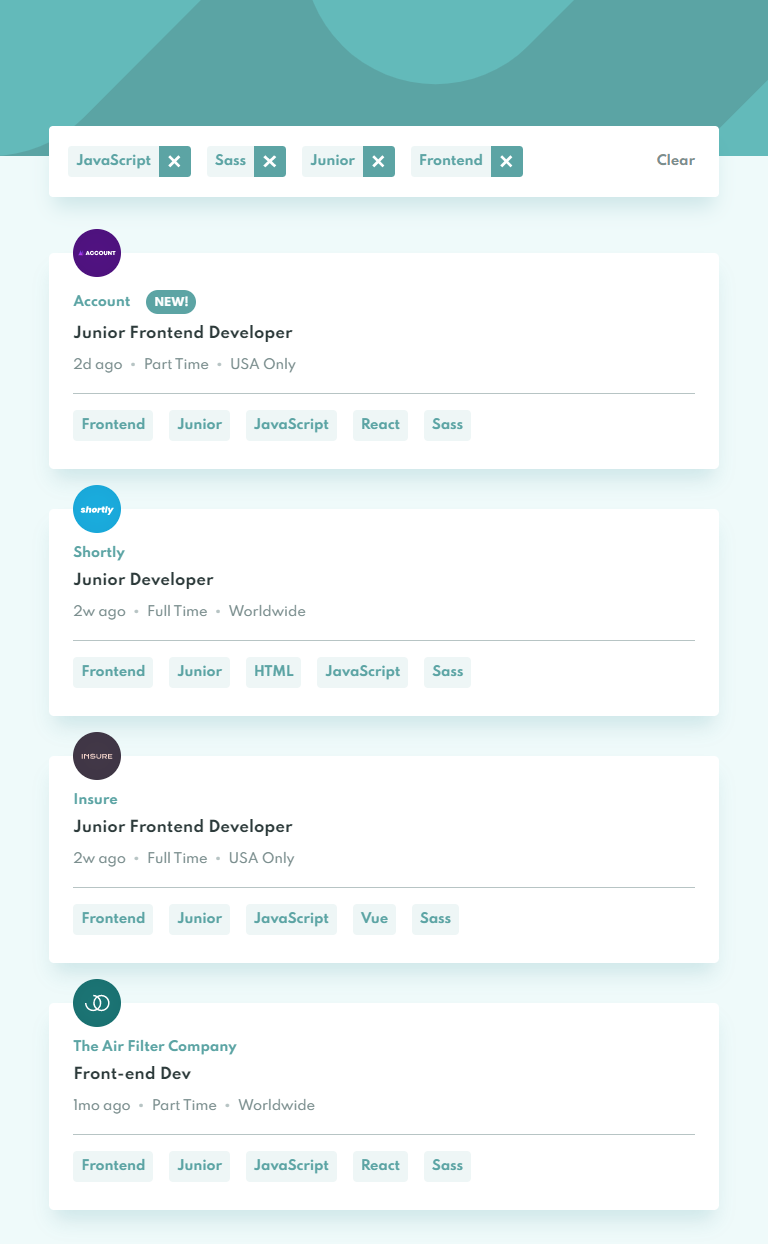 JavaScript Sass Junior Frontend Clear
ACCOUNT
Account NEW!
Junior Frontend Developer
2d ago • Part Time • USA Only
Frontend Junior JavaScript React Sass
shortly
Shortly
Junior Developer
2w ago • Full Time • Worldwide
Frontend Junior HTML JavaScript Sass
INSURE
Insure
Junior Frontend Developer
2w ago • Full Time • USA Only
Frontend Junior JavaScript Vue Sass
The Air Filter Company
Front-end Dev
1mo ago • Part Time • Worldwide
Frontend Junior JavaScript React Sass